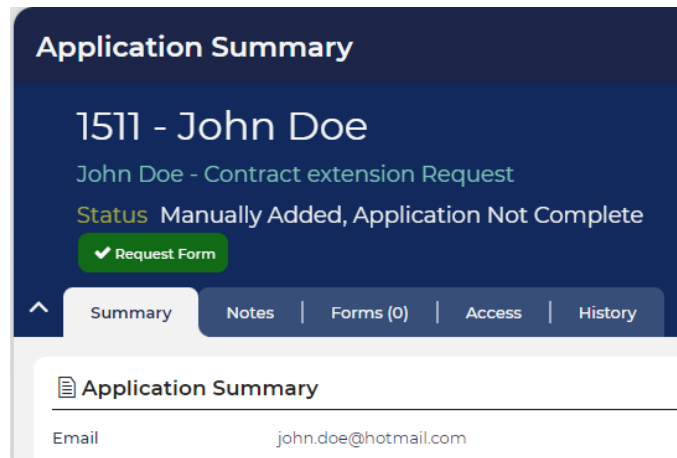 Application Summary
1511 - John Doe
John Doe - Contract extension Request
Status Manually Added, Application Not Complete
Request Form
Summary Notes | Forms (0) | Access | History
Application Summary
Email john.doe@hotmail.com